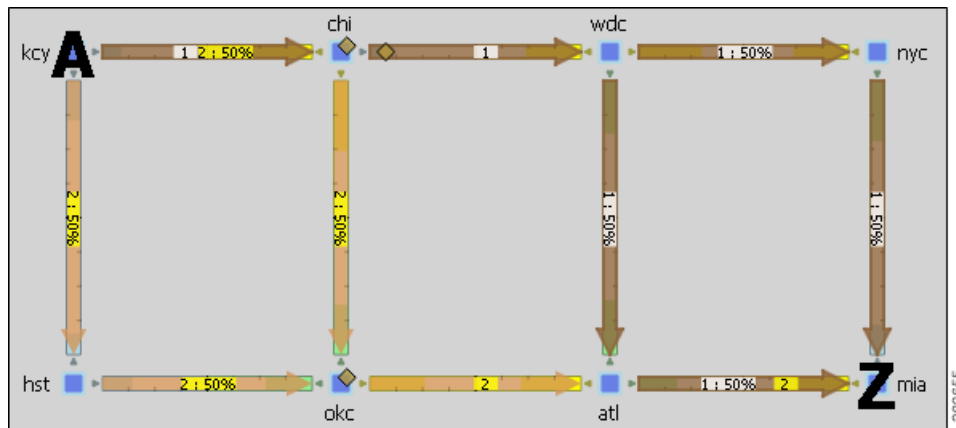 chi
wdc
kcy
A
1 2 : 50%
1
1 : 50%
nyc
2 : 50%
2 : 50%
1 : 50%
1 : 50%
hst
2 : 50%
2
1 : 50% 2
Z
mia
okc
atl